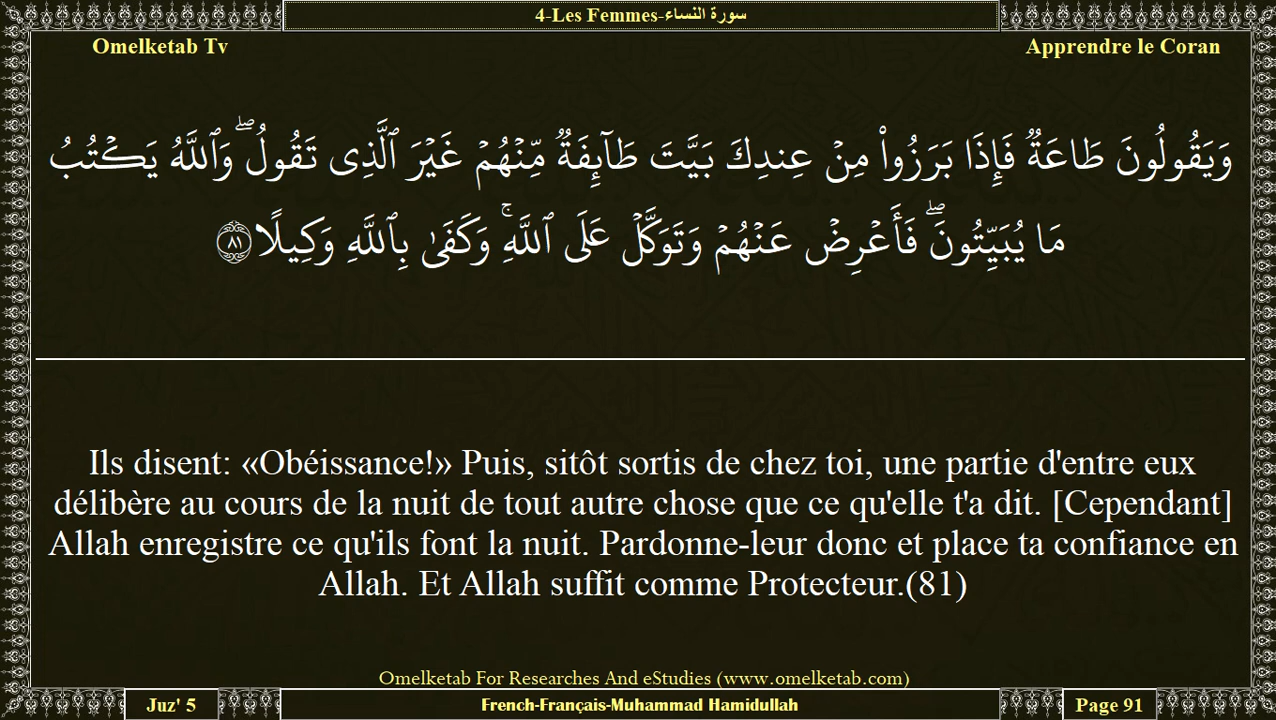 4-Les Femmes-سورة النساء
Omelketab Tv
Apprendre le Coran
وَيَقُولُونَ طَاعَةٌ فَإِذَا بَرَزُوا۟ مِنْ عِندِكَ بَيَّتَ طَآئِفَةٌ مِّنْهُمْ غَيْرَ ٱلَّذِى تَقُولُ ۖ وَٱللَّهُ يَكْتُبُ
مَا يُبَيِّتُونَ ۖ فَأَعْرِضْ عَنْهُمْ وَتَوَكَّلْ عَلَى ٱللَّهِ ۚ وَكَفَىٰ بِٱللَّهِ وَكِيلًا ٨١
Ils disent: «Obéissance!» Puis, sitôt sortis de chez toi, une partie d'entre eux
délibère au cours de la nuit de tout autre chose que ce qu'elle t'a dit. [Cependant]
Allah enregistre ce qu'ils font la nuit. Pardonne-leur donc et place ta confiance en
Allah. Et Allah suffit comme Protecteur.(81)
Omelketab For Researches And eStudies (www.omelketab.com)
Juz' 5
French-Français-Muhammad Hamidullah
Page 91